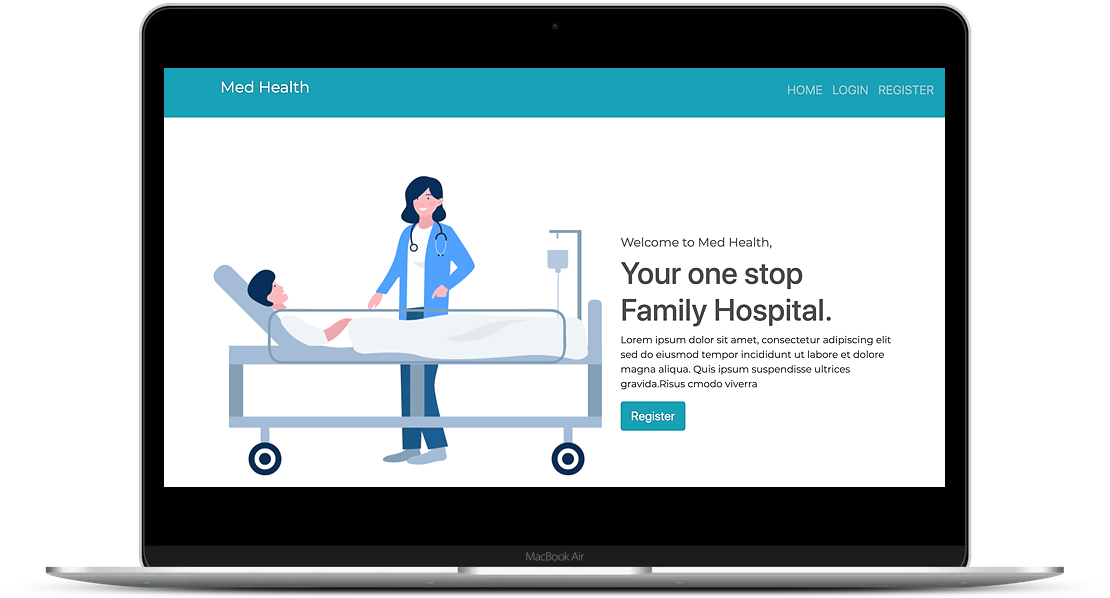 Med Health
HOME LOGIN REGISTER
Welcome to Med Health,
Your one stop
Family Hospital.
Lorem ipsum dolor sit amet, consectetur adipiscing elit
sed do eiusmod tempor incididunt ut labore et dolore
magna aliqua. Quis ipsum suspendisse ultrices
gravida.Risus cmodo viverra
Register
MacBook Air